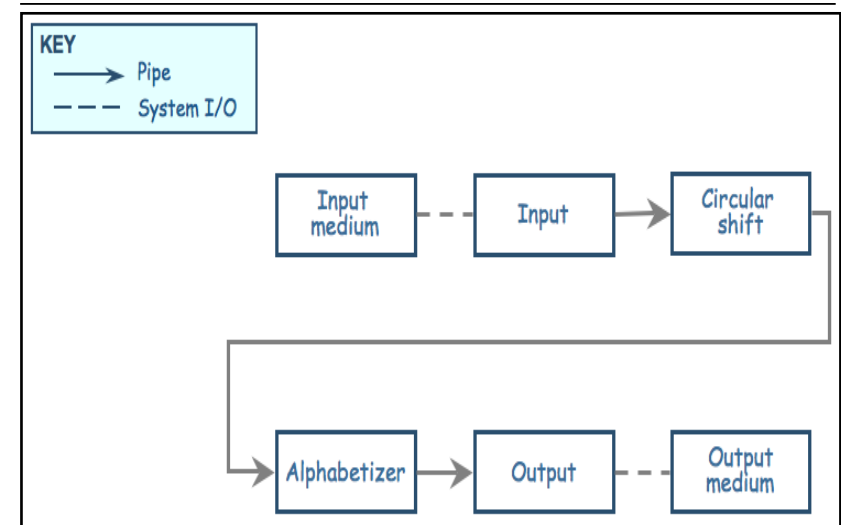 KEY
Pipe
System I/O
Input
medium
Input
Circular
shift
Alphabetizer
Output
Output
medium